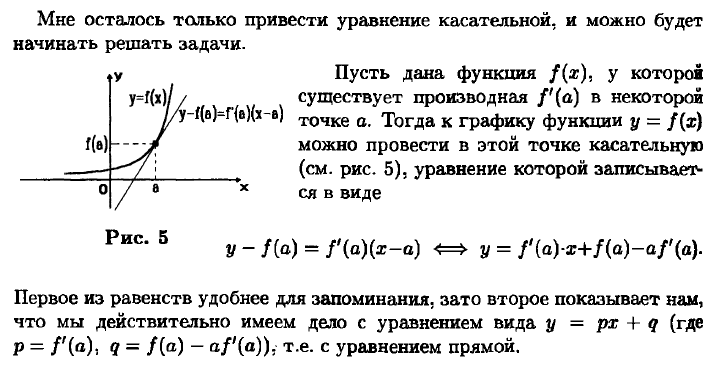 Мне осталось только привести уравнение касательной, и можно будет
начинать решать задачи.
y
y=f(x)
y-f(a)=f'(a)(x-a)
f(a)
0
a
x
Рис. 5
Пусть дана функция f(x), у которой
существует производная f'(a) в некоторой
точке a. Тогда к графику функции y = f(x)
можно провести в этой точке касательную
(см. рис. 5), уравнение которой записывает-
ся в виде
y − f(a) = f'(a)(x−a) ⟺ y = f'(a)·x+f(a)−af'(a).
Первое из равенств удобнее для запоминания, зато второе показывает нам,
что мы действительно имеем дело с уравнением вида y = px + q (где
p = f'(a), q = f(a) − af'(a)), т.е. с уравнением прямой.